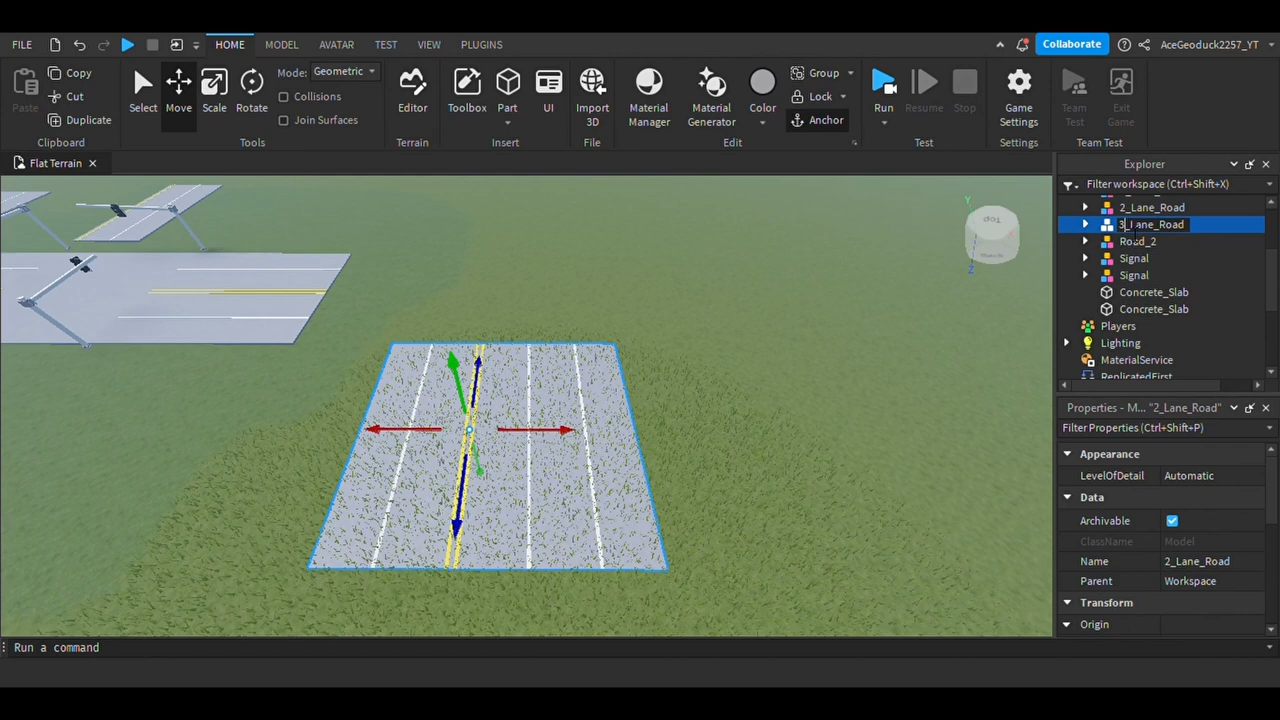 FILE HOME MODEL AVATAR TEST VIEW PLUGINS Collaborate AceGeoduck2257_YT
Paste
Copy
Cut
Duplicate
Clipboard
Select Move Scale Rotate
Mode: Geometric
Collisions
Join Surfaces
Tools
Editor
Terrain
Toolbox Part UI
Insert
Import 3D
File
Material Manager
Material Generator
Color
Group
Lock
Anchor
Edit
Run Resume Stop
Test
Game Settings
Settings
Team Test
Exit Game
Team Test
Flat Terrain
Explorer
Filter workspace (Ctrl+Shift+X)
2_Lane_Road
3_Lane_Road
Road_2
Signal
Signal
Concrete_Slab
Concrete_Slab
Players
Lighting
MaterialService
ReplicatedFirst
Properties - M... "2_Lane_Road"
Filter Properties (Ctrl+Shift+P)
Appearance
LevelOfDetail Automatic
Data
Archivable
ClassName Model
Name 2_Lane_Road
Parent Workspace
Transform
Origin
Y
Top
Z
Run a command